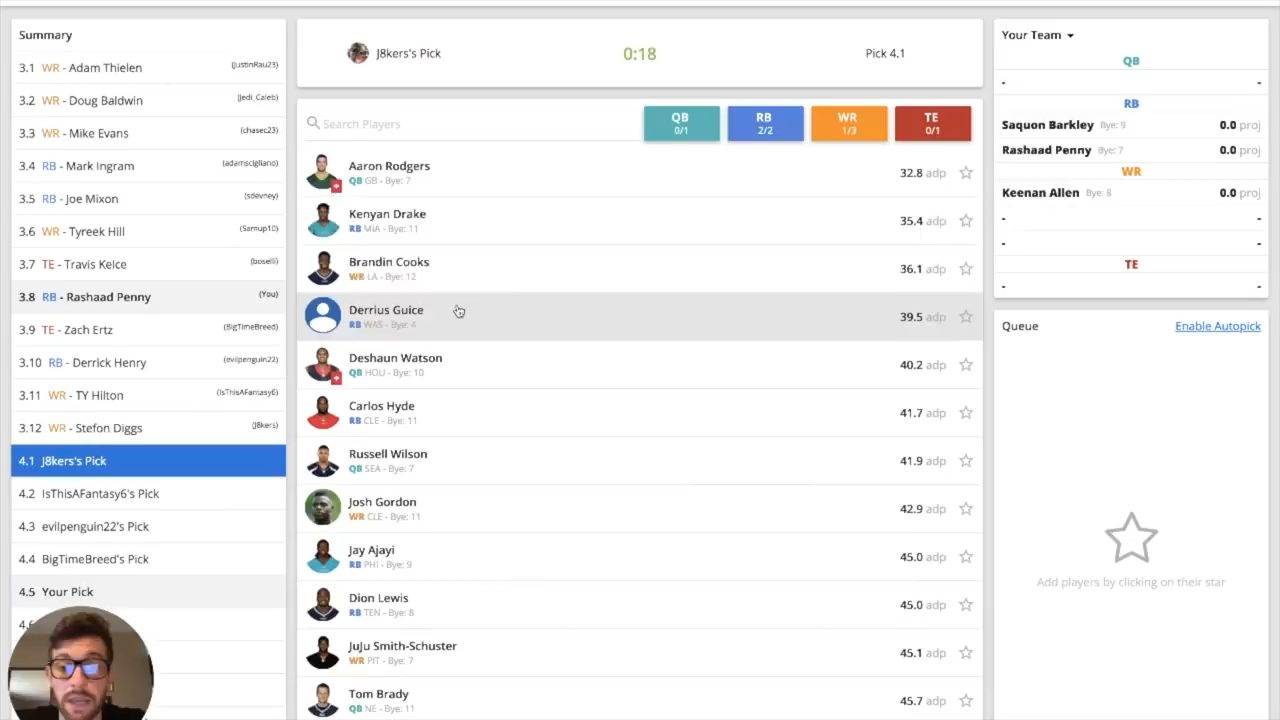 Summary
3.1 WR - Adam Thielen (JustinRau23)
3.2 WR - Doug Baldwin (Jedi_Caleb)
3.3 WR - Mike Evans (chasec23)
3.4 RB - Mark Ingram (adamscigliano)
3.5 RB - Joe Mixon (sdevney)
3.6 WR - Tyreek Hill (Samup10)
3.7 TE - Travis Kelce (boselli)
3.8 RB - Rashaad Penny (You)
3.9 TE - Zach Ertz (BigTimeBreed)
3.10 RB - Derrick Henry (evilpenguin22)
3.11 WR - TY Hilton (IsThisAFantasy6)
3.12 WR - Stefon Diggs (J8kers)
4.1 J8kers's Pick
4.2 IsThisAFantasy6's Pick
4.3 evilpenguin22's Pick
4.4 BigTimeBreed's Pick
4.5 Your Pick
J8kers's Pick 0:18 Pick 4.1
Search Players
QB RB WR TE
0/1 2/2 1/3 0/1
Aaron Rodgers
QB GB - Bye: 7
32.8 adp
Kenyan Drake
RB MIA - Bye: 11
35.4 adp
Brandin Cooks
WR LA - Bye: 12
36.1 adp
Derrius Guice
RB WAS - Bye: 4
39.5 adp
Deshaun Watson
QB HOU - Bye: 10
40.2 adp
Carlos Hyde
RB CLE - Bye: 11
41.7 adp
Russell Wilson
QB SEA - Bye: 7
41.9 adp
Josh Gordon
WR CLE - Bye: 11
42.9 adp
Jay Ajayi
RB PHI - Bye: 9
45.0 adp
Dion Lewis
RB TEN - Bye: 8
45.0 adp
JuJu Smith-Schuster
WR PIT - Bye: 7
45.1 adp
Tom Brady
QB NE - Bye: 11
45.7 adp
Your Team
QB
- -
RB
Saquon Barkley Bye: 9 0.0 proj
Rashaad Penny Bye: 7 0.0 proj
WR
Keenan Allen Bye: 8 0.0 proj
- -
- -
TE
- -
Queue Enable Autopick
Add players by clicking on their star